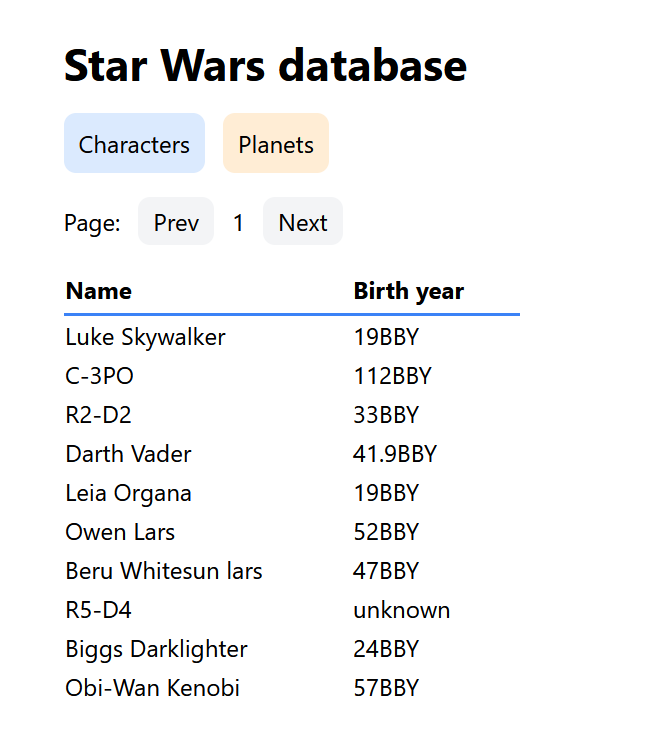 Star Wars database
Characters Planets
Page: Prev 1 Next
Name Birth year
Luke Skywalker 19BBY
C-3PO 112BBY
R2-D2 33BBY
Darth Vader 41.9BBY
Leia Organa 19BBY
Owen Lars 52BBY
Beru Whitesun lars 47BBY
R5-D4 unknown
Biggs Darklighter 24BBY
Obi-Wan Kenobi 57BBY